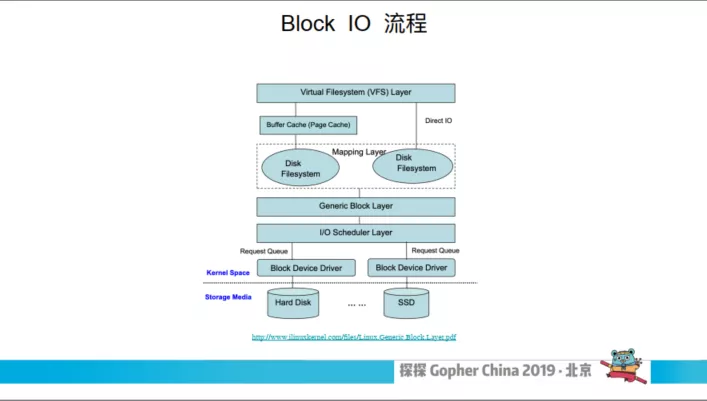 Block IO 流程
Virtual Filesystem (VFS) Layer
Buffer Cache (Page Cache)
Direct IO
Mapping Layer
Disk
Filesystem
Disk
Filesystem
Generic Block Layer
I/O Scheduler Layer
Request Queue
Request Queue
Block Device Driver
Block Device Driver
Kernel Space
Storage Media
Hard Disk
... ...
SSD
http://www.ilinuxkernel.com/files/Linux.Generic.Block.Layer.pdf
探探 Gopher China 2019 · 北京